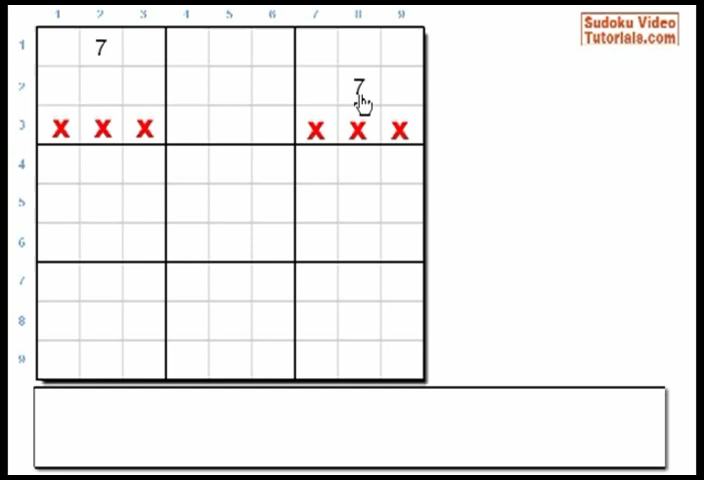 1 2 3 4 5 6 7 8 9
Sudoku Video
Tutorials.com
1 7
2 7
3 X X X X X X
4
5
6
7
8
9